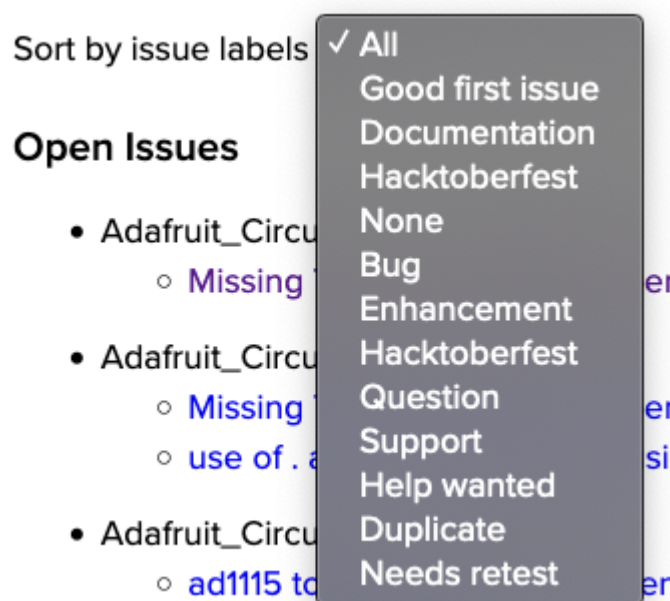 Sort by issue labels
✓ All
Good first issue
Documentation
Hacktoberfest
None
Bug
Enhancement
Hacktoberfest
Question
Support
Help wanted
Duplicate
Needs retest
Open Issues
Adafruit_Circu
Missing
Adafruit_Circu
Missing
use of .
Adafruit_Circu
ad1115 to